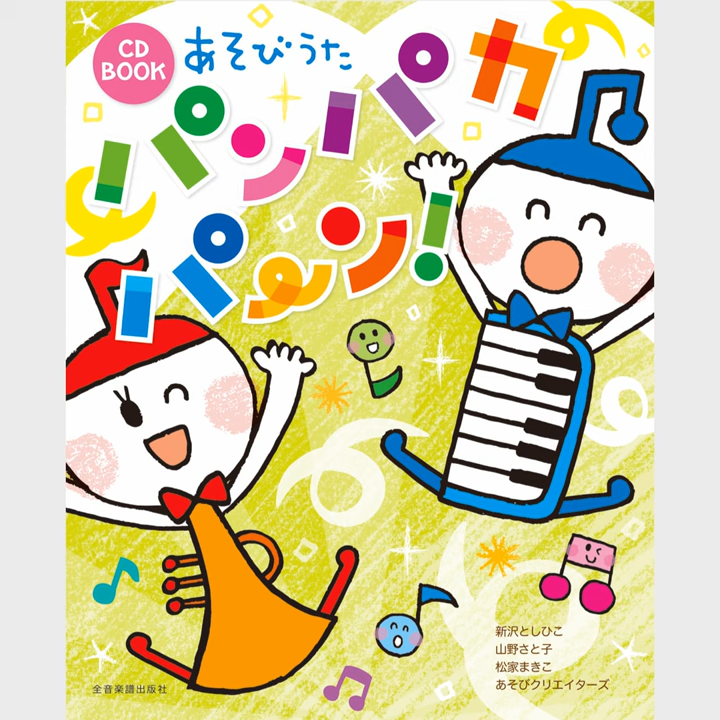 CD
BOOK
あそびうた
パンパカ
パーン!
新沢としひこ
山野さと子
松家まきこ
あそびクリエイターズ
全音楽譜出版社